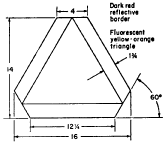 4
Dark red
reflective
border
Fluorescent
yellow-orange
triangle
1¾
14
60°
12¼
16